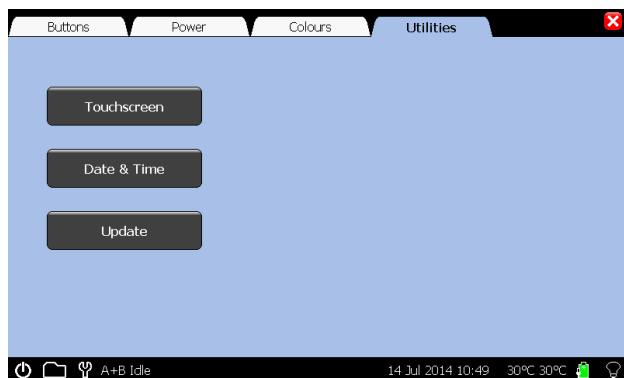 Buttons Power Colours Utilities
Touchscreen
Date & Time
Update
A+B Idle 14 Jul 2014 10:49 30°C 30°C